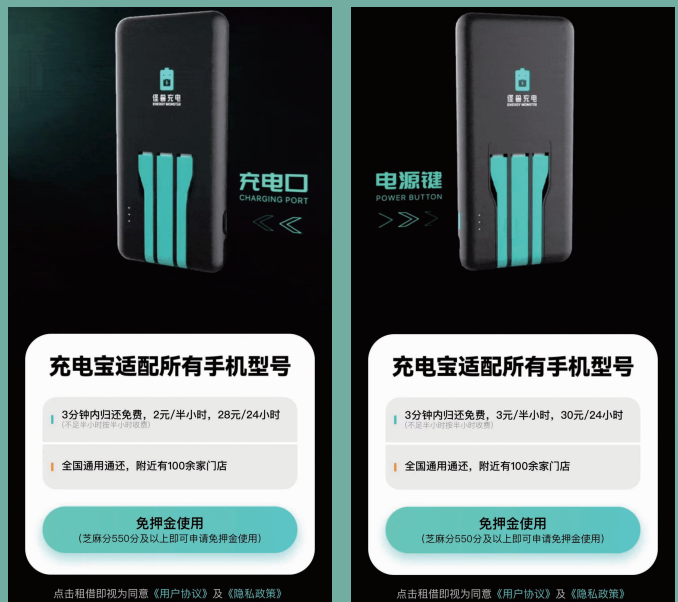 怪兽充电
ENERGY MONSTER
充电口
CHARGING PORT
充电宝适配所有手机型号
3分钟内归还免费，2元/半小时，28元/24小时
(不足半小时按半小时收费)
全国通用通还，附近有100余家门店
免押金使用
(芝麻分550分及以上即可申请免押金使用)
点击租借即视为同意《用户协议》及《隐私政策》
怪兽充电
ENERGY MONSTER
电源键
POWER BUTTON
充电宝适配所有手机型号
3分钟内归还免费，3元/半小时，30元/24小时
(不足半小时按半小时收费)
全国通用通还，附近有100余家门店
免押金使用
(芝麻分550分及以上即可申请免押金使用)
点击租借即视为同意《用户协议》及《隐私政策》